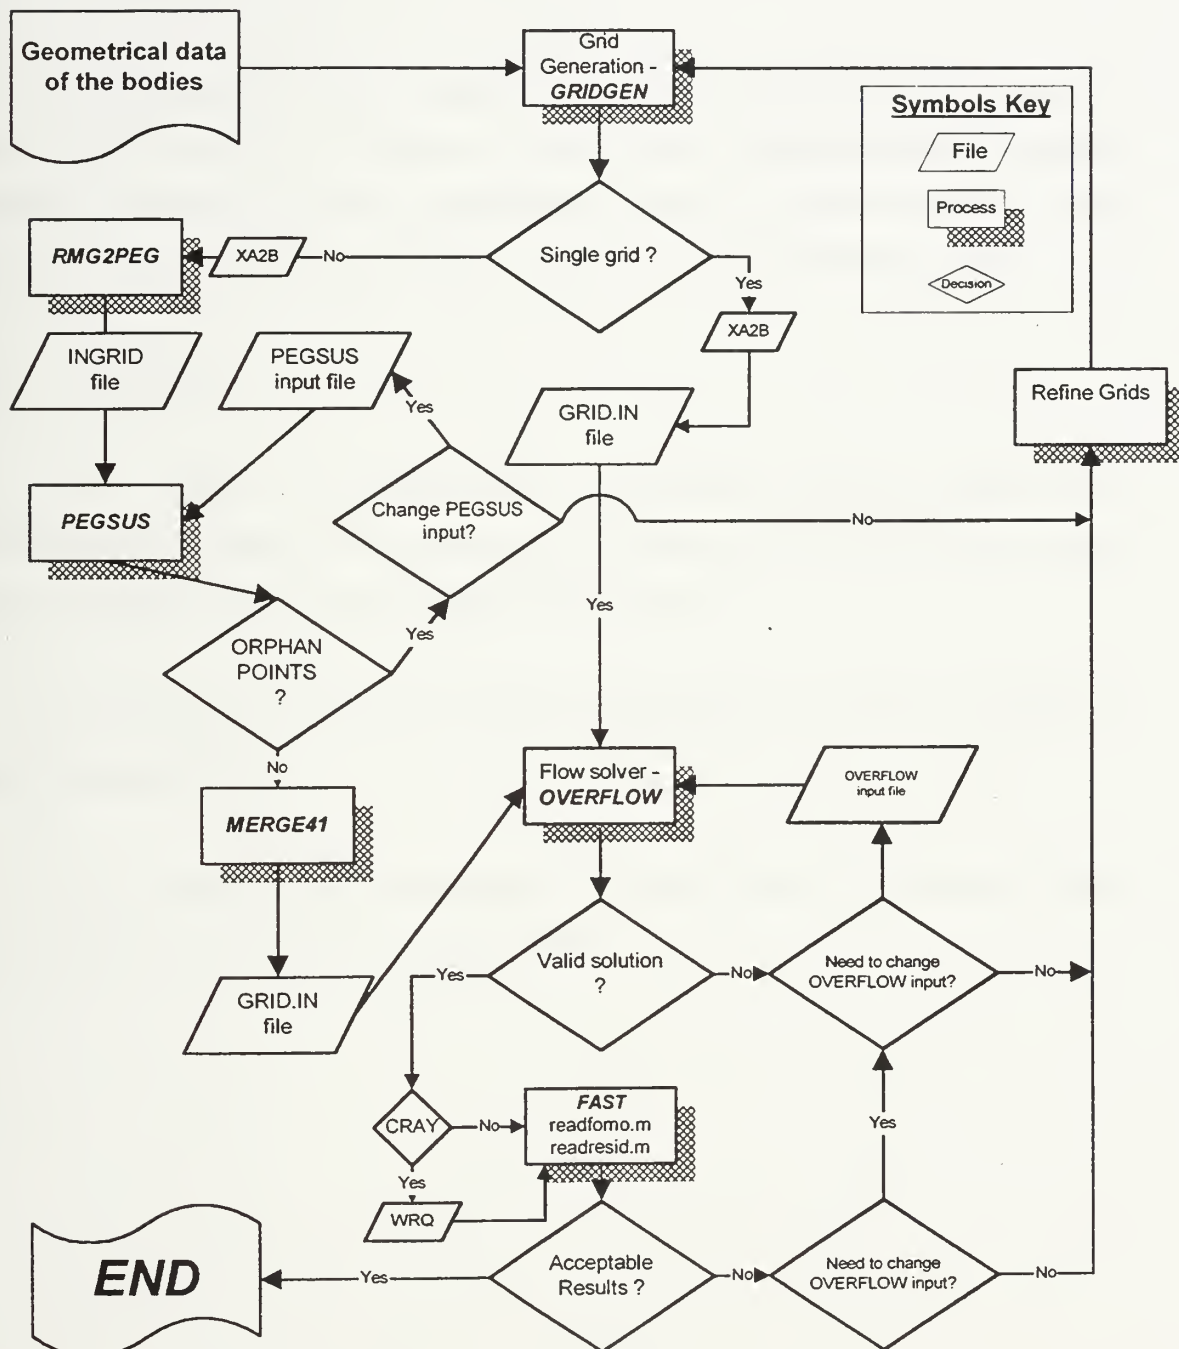 Geometrical data
of the bodies
Grid
Generation -
GRIDGEN
Symbols Key
File
Process
Decision
RMG2PEG
XA2B
No
Single grid ?
Yes
XA2B
INGRID
file
PEGSUS
input file
Yes
GRID.IN
file
Refine Grids
PEGSUS
Change PEGSUS
input?
No
Yes
ORPHAN
POINTS
?
Yes
No
MERGE41
Flow solver -
OVERFLOW
OVERFLOW
input file
GRID.IN
file
Yes
Valid solution
?
No
Need to change
OVERFLOW input?
No
CRAY
No
FAST
readfomo.m
readresid.m
Yes
Yes
WRQ
END
Yes
Acceptable
Results ?
No
Need to change
OVERFLOW input?
No